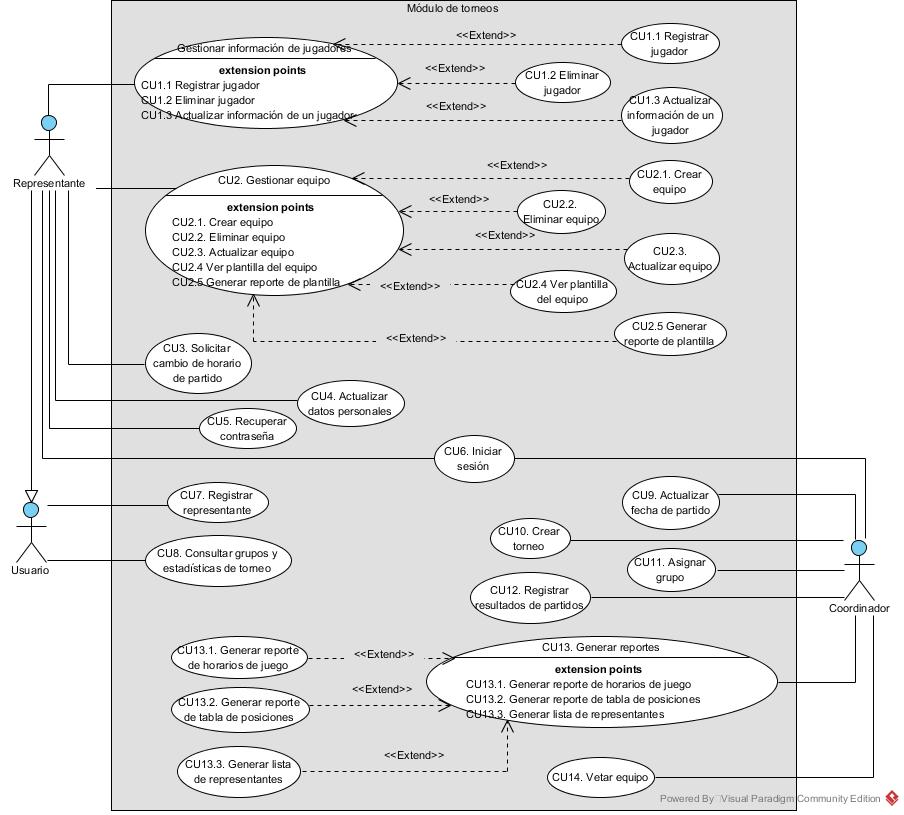 Módulo de torneos
Gestionar información de jugadores
extension points
CU1.1 Registrar jugador
CU1.2 Eliminar jugador
CU1.3 Actualizar información de un jugador
<<Extend>>
CU1.1 Registrar
jugador
<<Extend>>
CU1.2 Eliminar
jugador
<<Extend>>
CU1.3 Actualizar
información de un
jugador
Representante
CU2. Gestionar equipo
extension points
CU2.1. Crear equipo
CU2.2. Eliminar equipo
CU2.3. Actualizar equipo
CU2.4 Ver plantilla del equipo
CU2.5 Generar reporte de plantilla
<<Extend>>
CU2.1. Crear
equipo
<<Extend>>
CU2.2.
Eliminar equipo
<<Extend>>
CU2.3.
Actualizar equipo
<<Extend>>
CU2.4 Ver plantilla
del equipo
<<Extend>>
CU2.5 Generar
reporte de plantilla
CU3. Solicitar
cambio de horario
de partido
CU4. Actualizar
datos personales
CU5. Recuperar
contraseña
CU6. Iniciar
sesión
CU7. Registrar
representante
CU8. Consultar grupos y
estadísticas de torneo
Usuario
CU9. Actualizar
fecha de partido
CU10. Crear
torneo
CU11. Asignar
grupo
CU12. Registrar
resultados de partidos
Coordinador
CU13.1. Generar reporte
de horarios de juego
<<Extend>>
CU13.2. Generar reporte
de tabla de posiciones
<<Extend>>
CU13.3. Generar lista
de representantes
<<Extend>>
CU13. Generar reportes
extension points
CU13.1. Generar reporte de horarios de juego
CU13.2. Generar reporte de tabla de posiciones
CU13.3. Generar lista de representantes
CU14. Vetar equipo
Powered By Visual Paradigm Community Edition